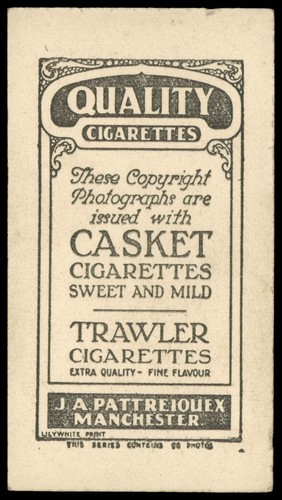 QUALITY
CIGARETTES
These Copyright
Photographs are
issued with
CASKET
CIGARETTES
SWEET AND MILD
TRAWLER
CIGARETTES
EXTRA QUALITY - FINE FLAVOUR
J. A. PATTREIOUEX
MANCHESTER.
LILYWHITE PRINT
THIS SERIES CONTAINS PHOTOS